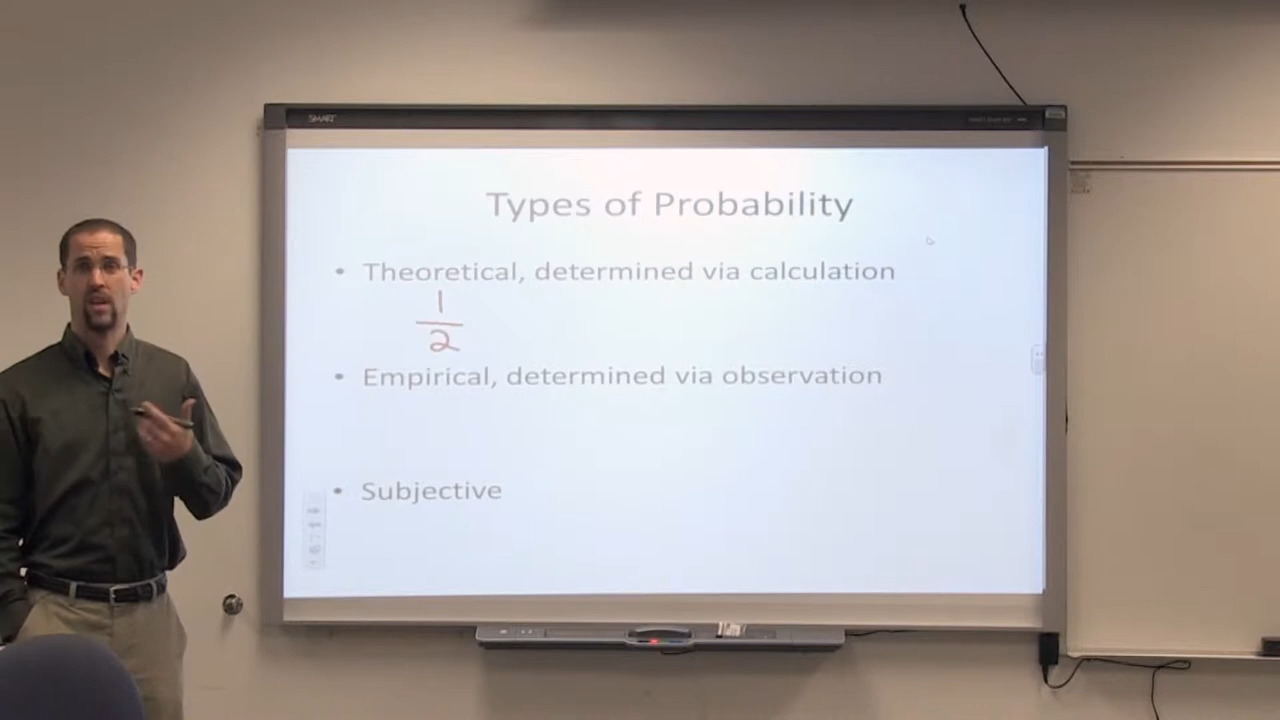 SMART
Types of Probability
• Theoretical, determined via calculation
1
2
• Empirical, determined via observation
• Subjective